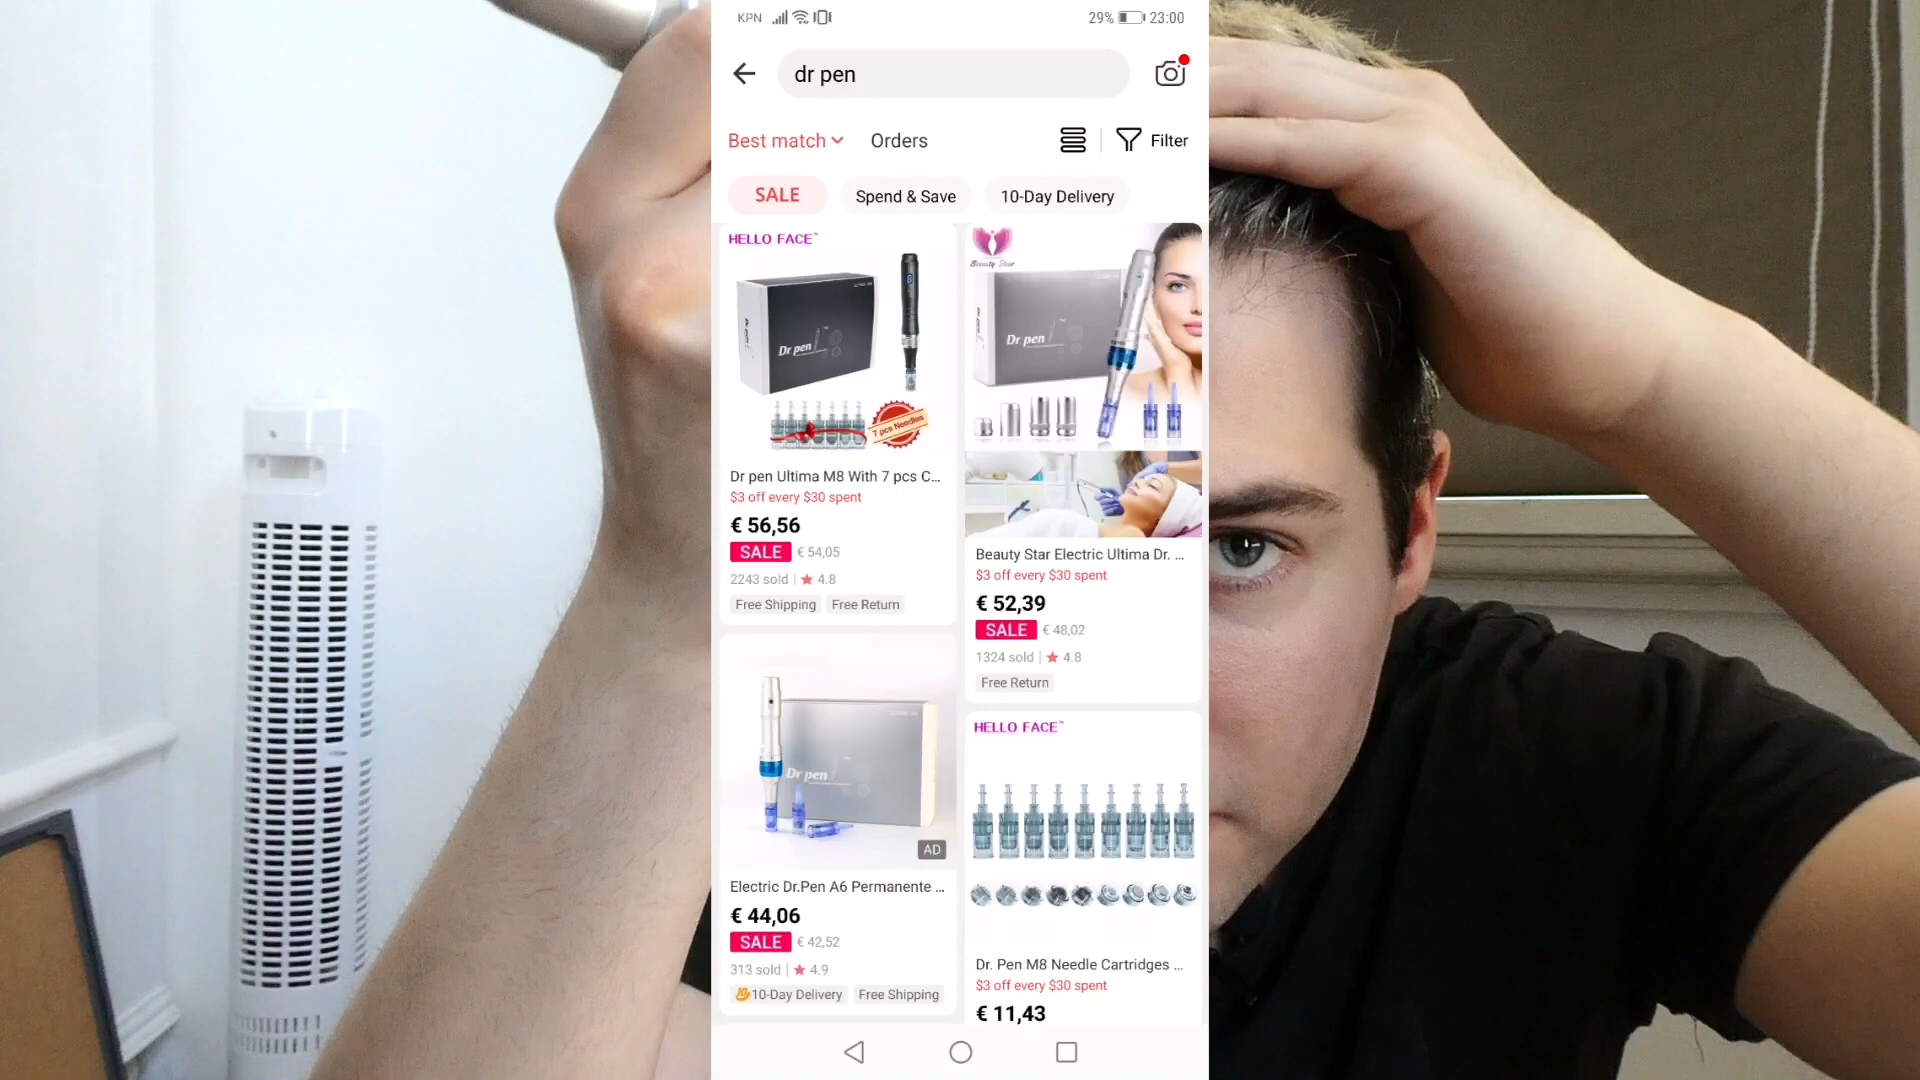 KPN
29% 23:00
dr pen
Best match Orders
Filter
SALE
Spend & Save
10-Day Delivery
HELLO FACE™
Dr pen
7 pcs Needles
Dr pen Ultima M8 With 7 pcs C...
$3 off every $30 spent
€ 56,56
SALE € 54,05
2243 sold 4.8
Free Shipping Free Return
Beauty Star
Dr pen
Beauty Star Electric Ultima Dr. ...
$3 off every $30 spent
€ 52,39
SALE € 48,02
1324 sold 4.8
Free Return
Dr pen
AD
Electric Dr.Pen A6 Permanente ...
€ 44,06
SALE € 42,52
313 sold 4.9
10-Day Delivery Free Shipping
HELLO FACE™
Dr. Pen M8 Needle Cartridges ...
$3 off every $30 spent
€ 11,43